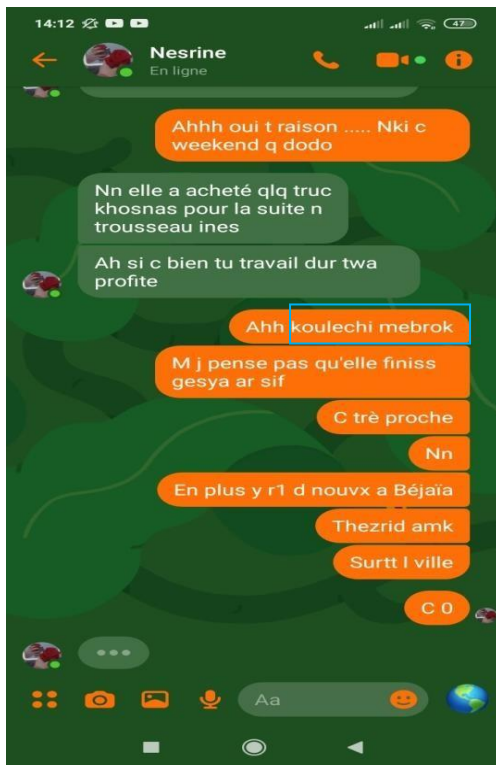 14:12
47
Nesrine
En ligne
Ahhh oui t raison ..... Nki c
weekend q dodo
Nn elle a acheté qlq truc
khosnas pour la suite n
trousseau ines
Ah si c bien tu travail dur twa
profite
Ahh koulechi mebrok
M j pense pas qu'elle finiss
gesya ar sif
C trè proche
Nn
En plus y r1 d nouvx a Béjaïa
Thezrid amk
Surtt l ville
C 0
Aa